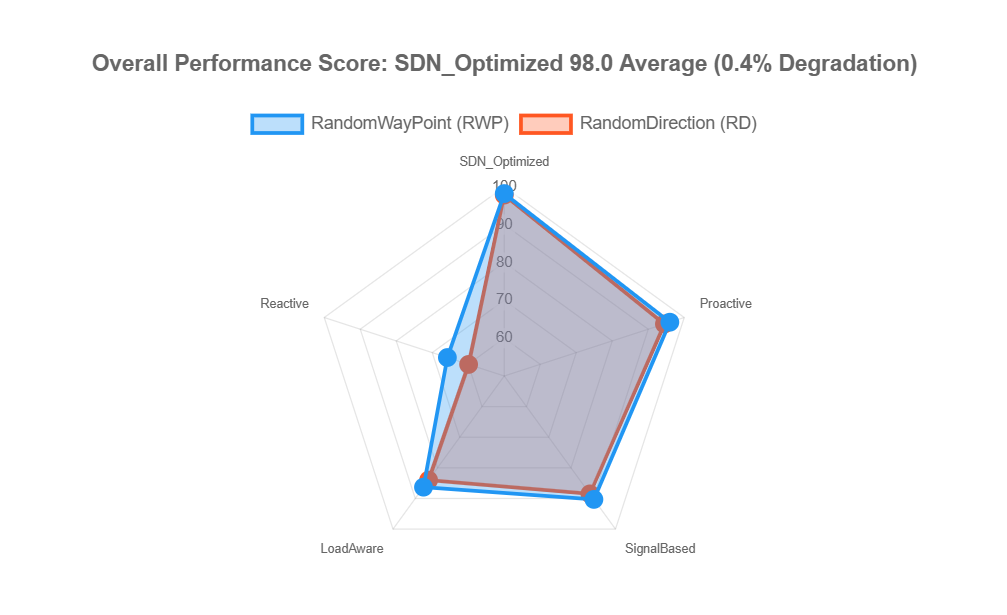 Overall Performance Score: SDN_Optimized 98.0 Average (0.4% Degradation)
RandomWayPoint (RWP) RandomDirection (RD)
SDN_Optimized
100
90
80
70
60
Reactive
Proactive
LoadAware
SignalBased